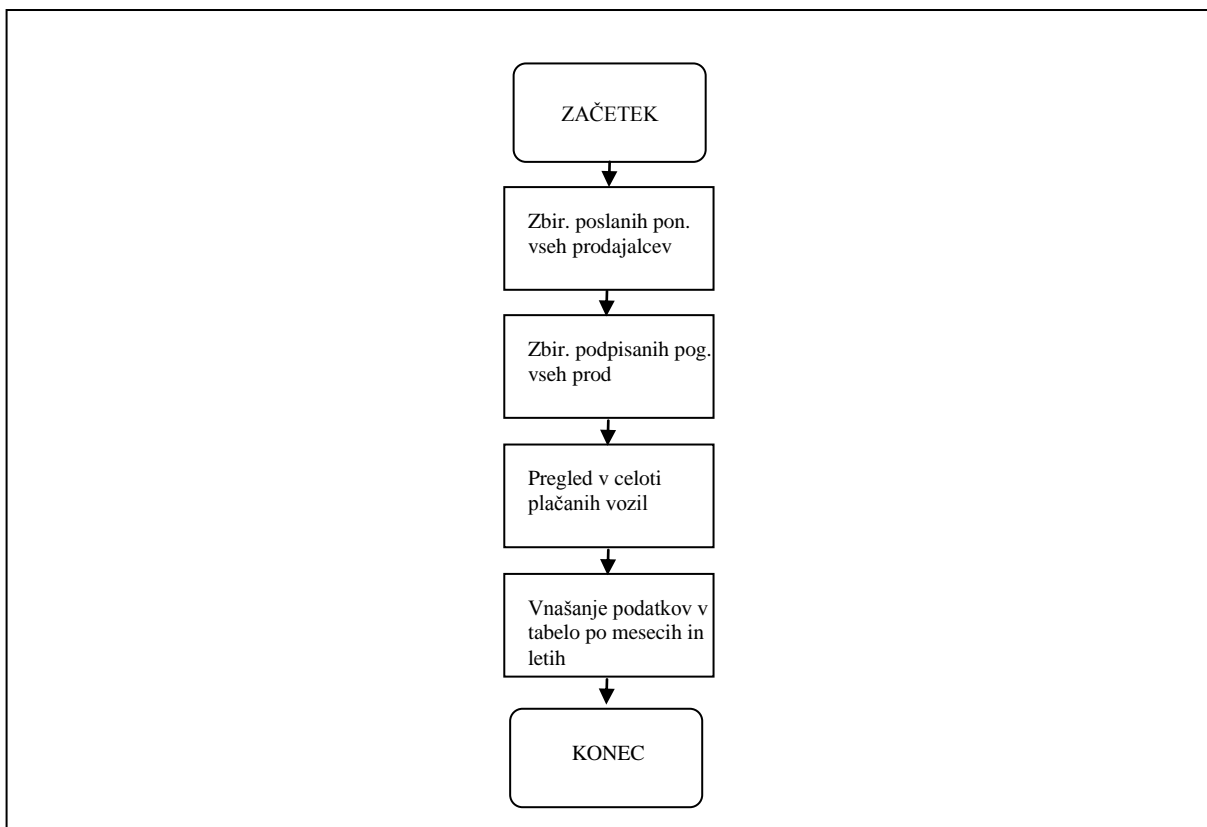 ZAČETEK
Zbir. poslanih pon.
vseh prodajalcev
Zbir. podpisanih pog.
vseh prod
Pregled v celoti
plačanih vozil
Vnašanje podatkov v
tabelo po mesecih in
letih
KONEC